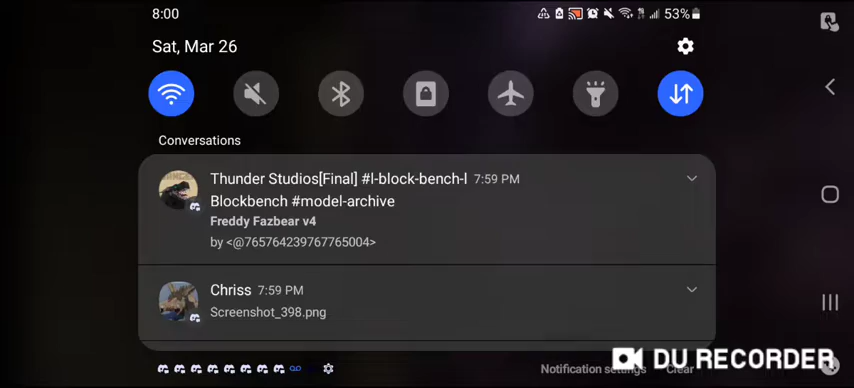 8:00
53%
Sat, Mar 26
Conversations
Thunder Studios[Final] #l-block-bench-l 7:59 PM
Blockbench #model-archive
Freddy Fazbear v4
by <@765764239767765004>
Chriss 7:59 PM
Screenshot_398.png
Notification settings Clear
DU RECORDER